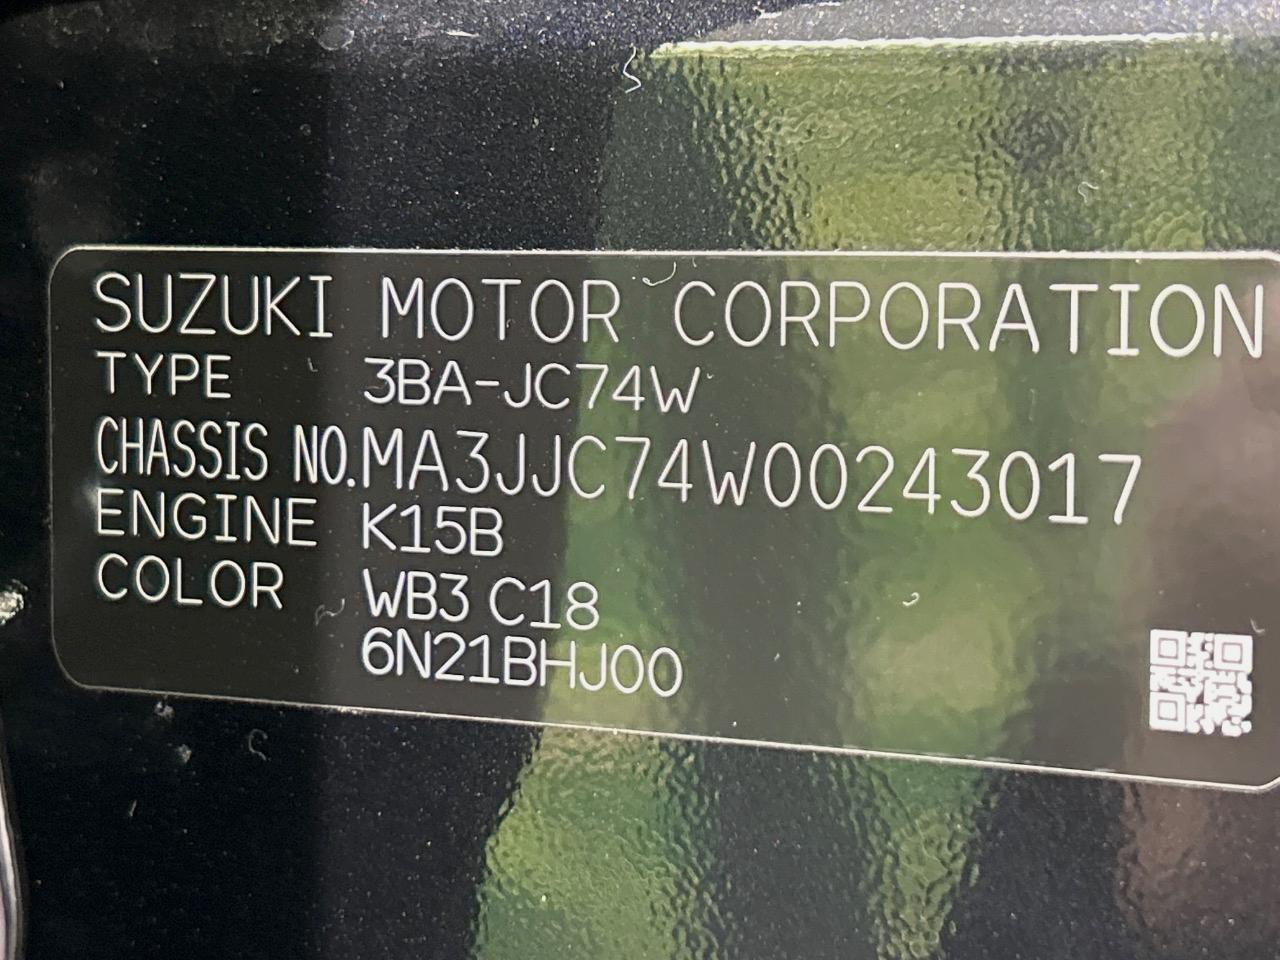 SUZUKI MOTOR CORPORATION
TYPE 3BA-JC74W
CHASSIS NO.MA3JJC74W00243017
ENGINE K15B
COLOR WB3 C18
6N21BHJ00